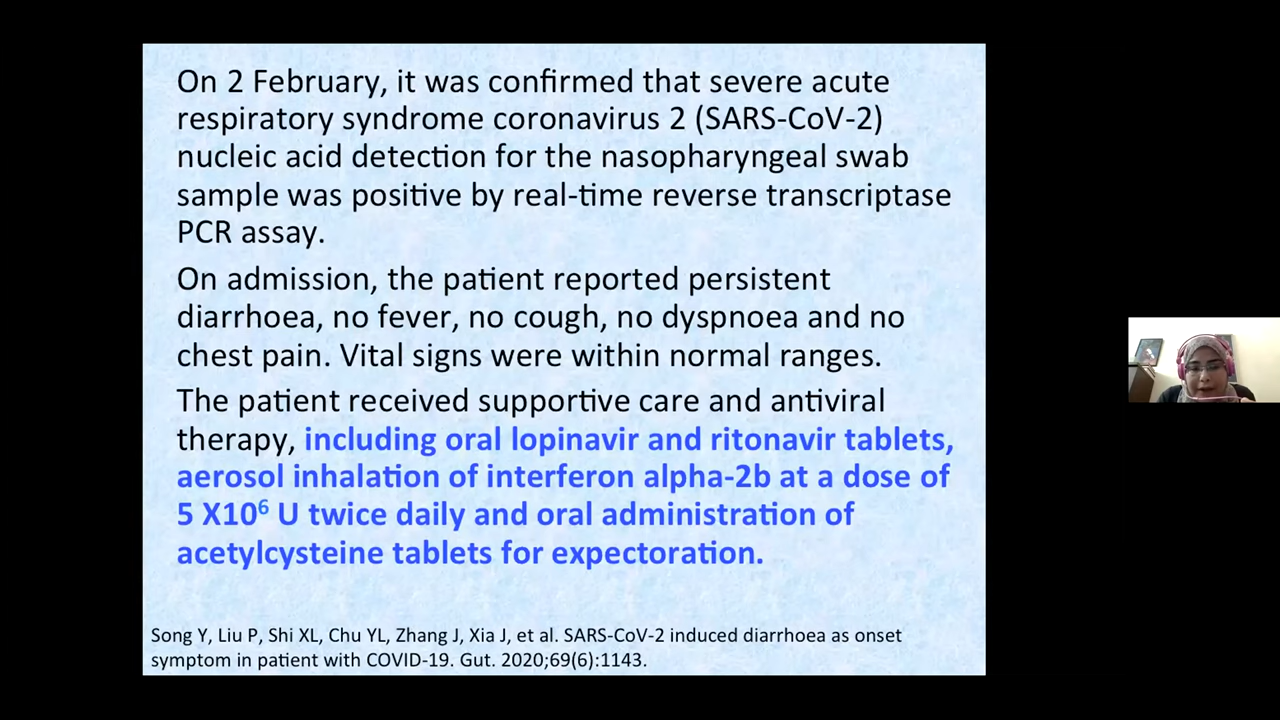 On 2 February, it was confirmed that severe acute
respiratory syndrome coronavirus 2 (SARS-CoV-2)
nucleic acid detection for the nasopharyngeal swab
sample was positive by real-time reverse transcriptase
PCR assay.
On admission, the patient reported persistent
diarrhoea, no fever, no cough, no dyspnoea and no
chest pain. Vital signs were within normal ranges.
The patient received supportive care and antiviral
therapy, including oral lopinavir and ritonavir tablets,
aerosol inhalation of interferon alpha-2b at a dose of
5 X10⁶ U twice daily and oral administration of
acetylcysteine tablets for expectoration.
Song Y, Liu P, Shi XL, Chu YL, Zhang J, Xia J, et al. SARS-CoV-2 induced diarrhoea as onset
symptom in patient with COVID-19. Gut. 2020;69(6):1143.